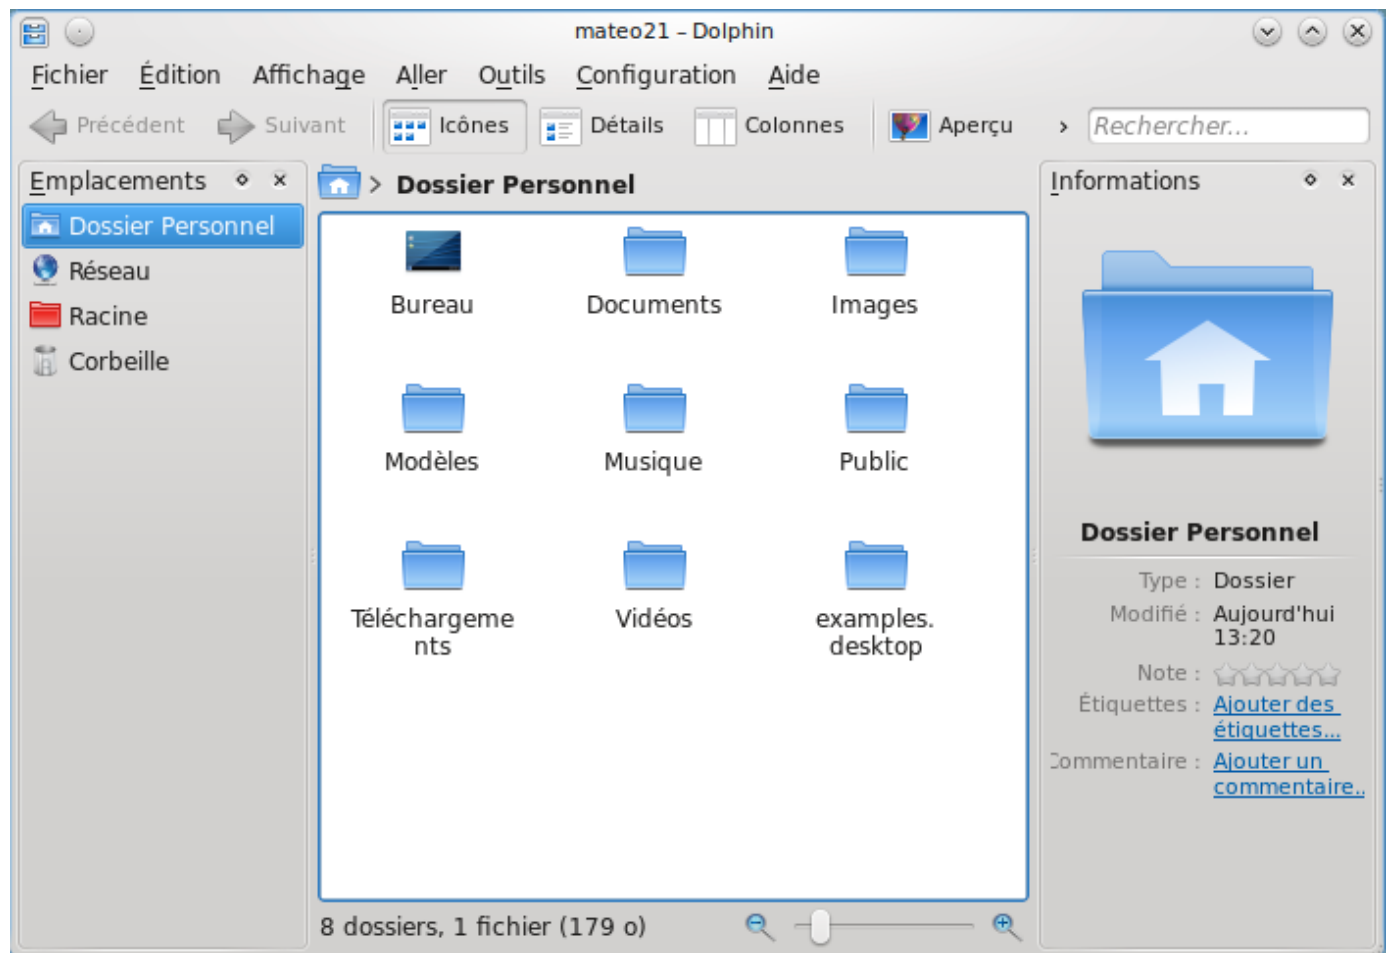 mateo21 – Dolphin
Fichier Édition Affichage Aller Outils Configuration Aide
Précédent Suivant Icônes Détails Colonnes Aperçu › Rechercher...
Emplacements
Dossier Personnel
Réseau
Racine
Corbeille
> Dossier Personnel
Bureau Documents Images
Modèles Musique Public
Téléchargeme Vidéos examples.
nts desktop
8 dossiers, 1 fichier (179 o)
Informations
Dossier Personnel
Type : Dossier
Modifié : Aujourd'hui
13:20
Note :
Étiquettes : Ajouter des
étiquettes...
Commentaire : Ajouter un
commentaire..